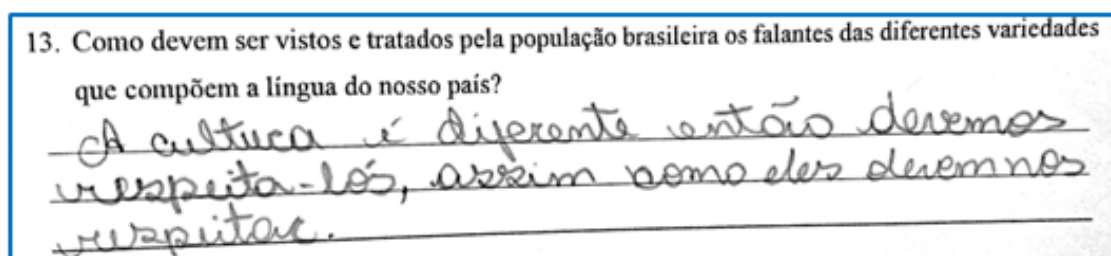 13. Como devem ser vistos e tratados pela população brasileira os falantes das diferentes variedades
que compõem a língua do nosso país?
A cultura é diferente então devemos
respeita-lós, assim como eles devem nos
respeitar.